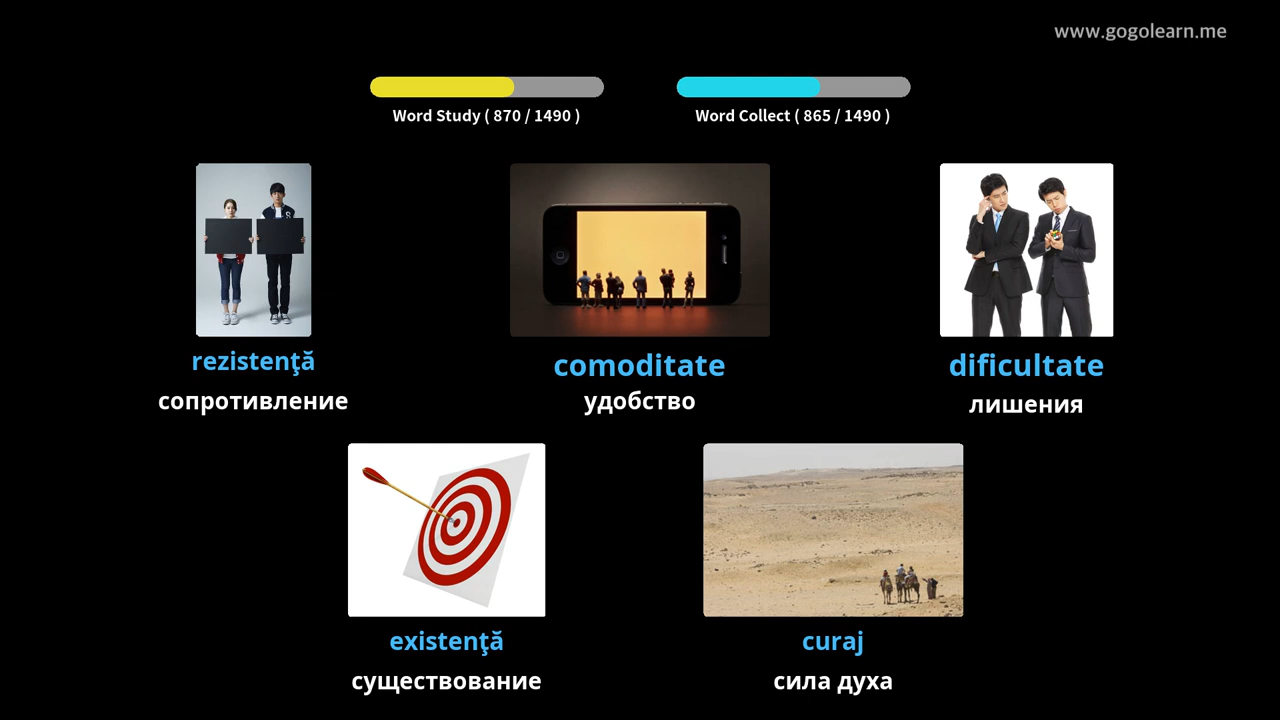 www.gogolearn.me
Word Study ( 870 / 1490 )
Word Collect ( 865 / 1490 )
rezistenţă
comoditate
dificultate
сопротивление
удобство
лишения
existenţă
curaj
существование
сила духа